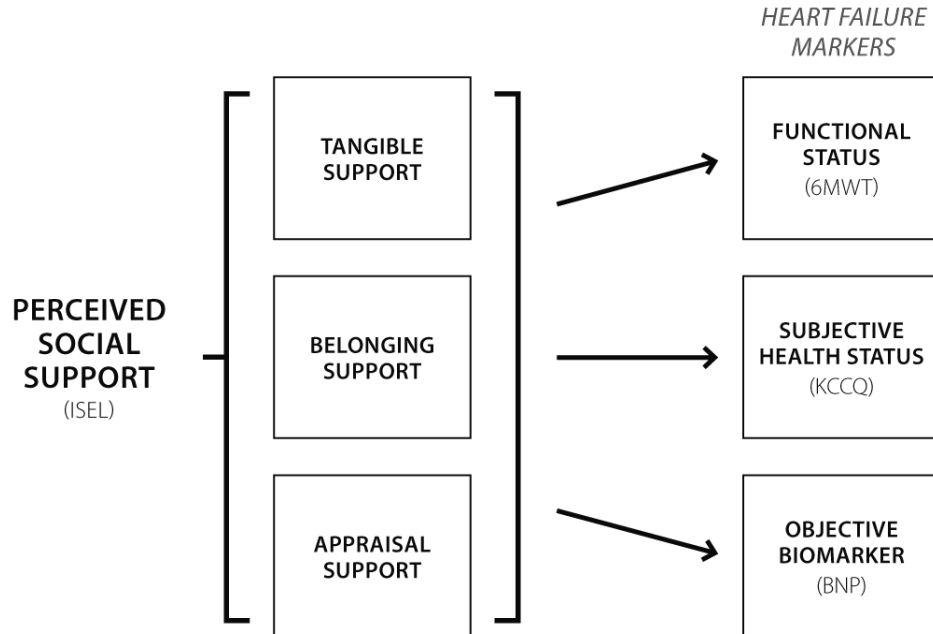 HEART FAILURE
MARKERS
PERCEIVED
SOCIAL
SUPPORT
(ISEL)
TANGIBLE
SUPPORT
BELONGING
SUPPORT
APPRAISAL
SUPPORT
FUNCTIONAL
STATUS
(6MWT)
SUBJECTIVE
HEALTH STATUS
(KCCQ)
OBJECTIVE
BIOMARKER
(BNP)